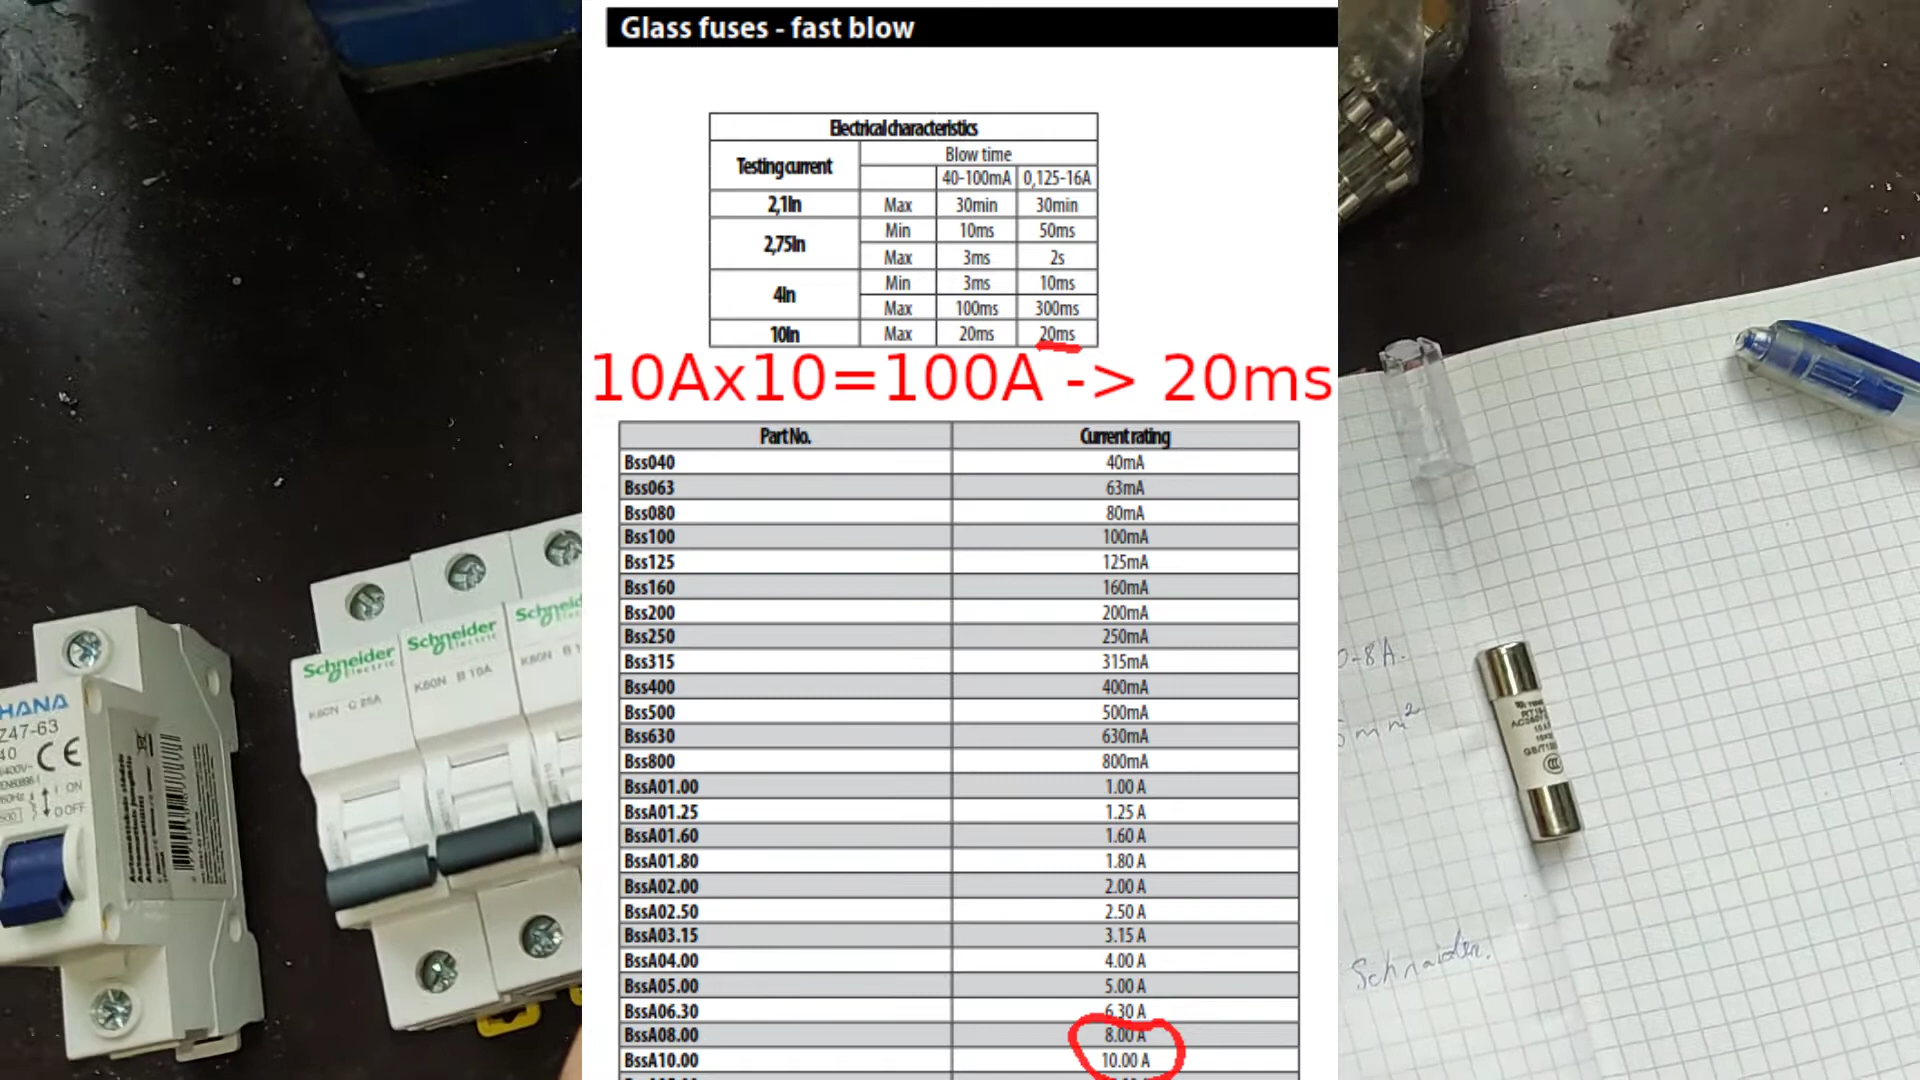 Glass fuses - fast blow
Electrical characteristics
Testing current
Blow time
40-100mA 0,125-16A
2,1In Max 30min 30min
2,75In Min 10ms 50ms
Max 3ms 2s
4In Min 3ms 10ms
Max 100ms 300ms
10In Max 20ms 20ms
10Ax10=100A -> 20ms
Part No. Current rating
Bss040 40mA
Bss063 63mA
Bss080 80mA
Bss100 100mA
Bss125 125mA
Bss160 160mA
Bss200 200mA
Bss250 250mA
Bss315 315mA
Bss400 400mA
Bss500 500mA
Bss630 630mA
Bss800 800mA
BssA01.00 1.00 A
BssA01.25 1.25 A
BssA01.60 1.60 A
BssA01.80 1.80 A
BssA02.00 2.00 A
BssA02.50 2.50 A
BssA03.15 3.15 A
BssA04.00 4.00 A
BssA05.00 5.00 A
BssA06.30 6.30 A
BssA08.00 8.00 A
BssA10.00 10.00 A
HANA
Z47-63
CE
I ON
O OFF
Schneider
Electric
K60N C 25A
Schneider
Electric
K60N B 10A
Schneid
K60N B 1
-8A.
mm²
Schnaider.